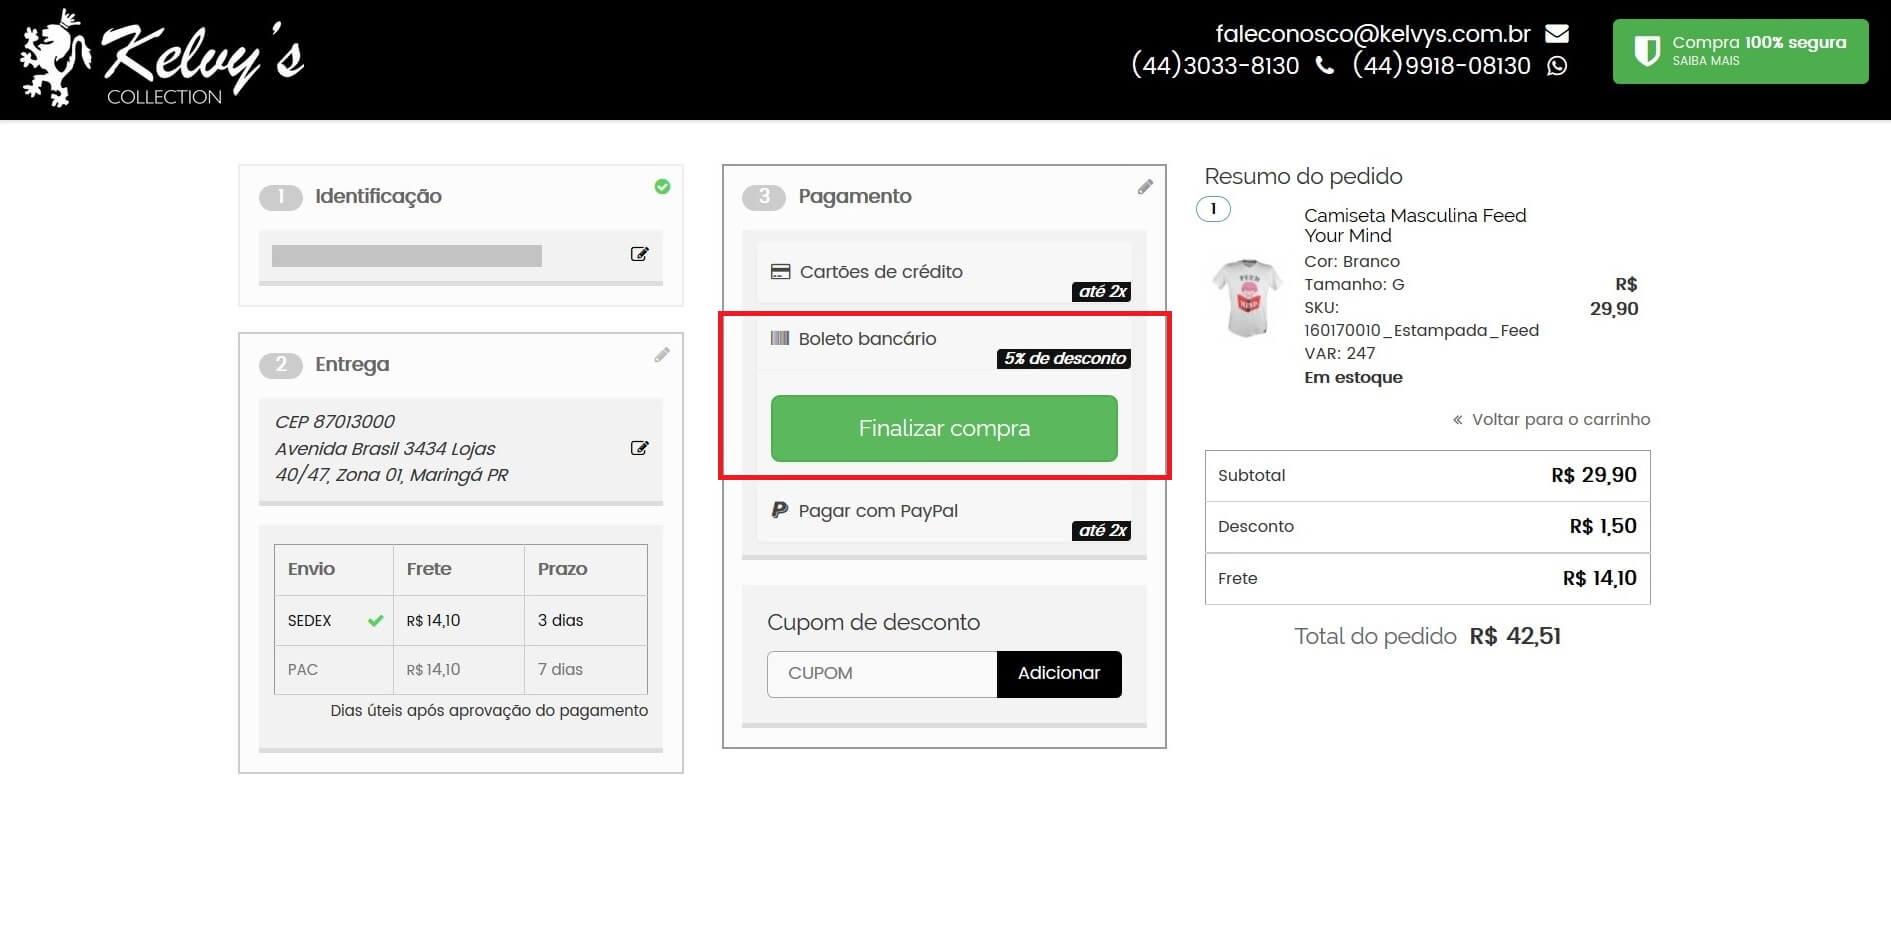 Kelvy's
COLLECTION
faleconosco@kelvys.com.br
(44)3033-8130 (44)9918-08130
Compra 100% segura
SAIBA MAIS
1 Identificação
2 Entrega
CEP 87013000
Avenida Brasil 3434 Lojas
40/47, Zona 01, Maringá PR
Envio Frete Prazo
SEDEX R$ 14,10 3 dias
PAC R$ 14,10 7 dias
Dias úteis após aprovação do pagamento
3 Pagamento
Cartões de crédito
até 2x
Boleto bancário
5% de desconto
Finalizar compra
Pagar com PayPal
até 2x
Cupom de desconto
CUPOM Adicionar
Resumo do pedido
1
FEED
MIND
Camiseta Masculina Feed
Your Mind
Cor: Branco
Tamanho: G
SKU:
160170010_Estampada_Feed
VAR: 247
Em estoque
R$
29,90
« Voltar para o carrinho
Subtotal R$ 29,90
Desconto R$ 1,50
Frete R$ 14,10
Total do pedido R$ 42,51